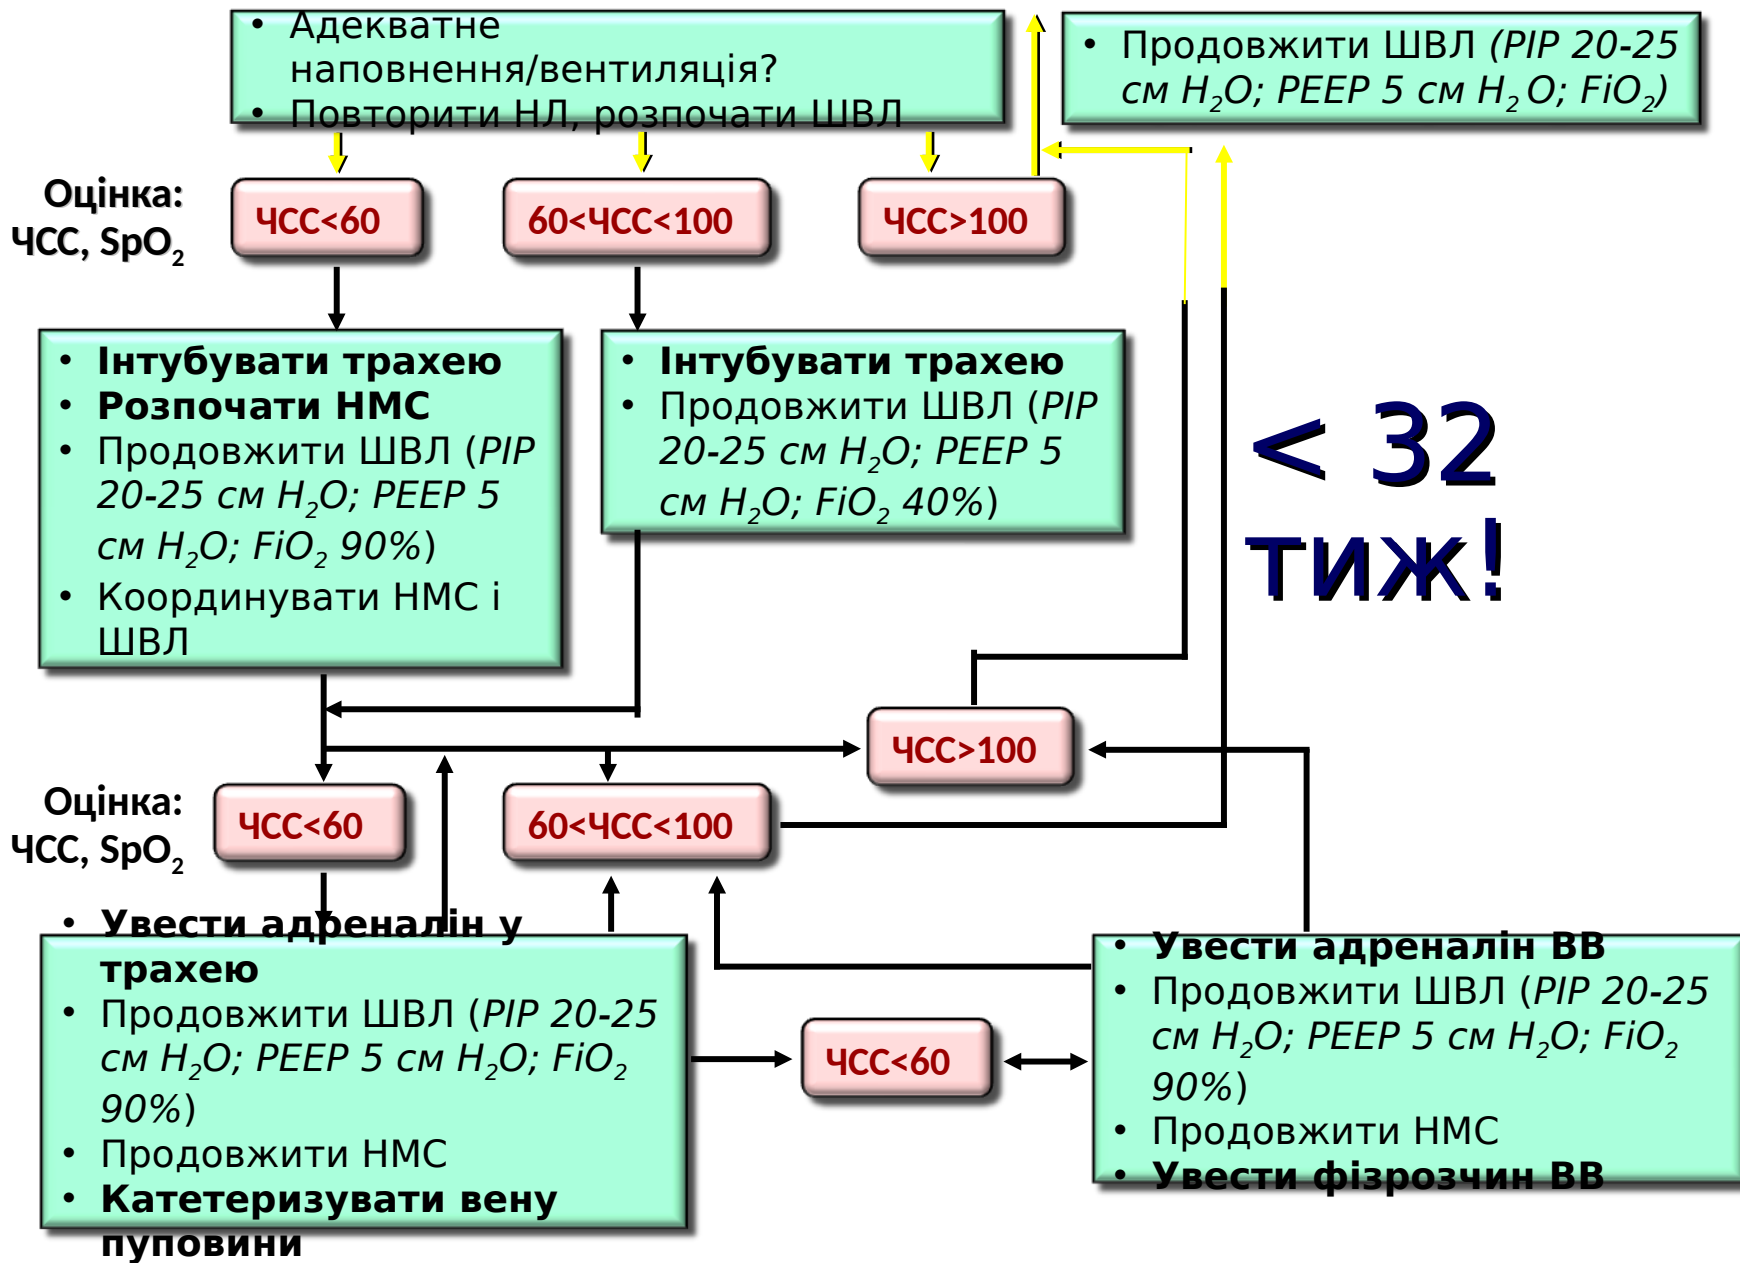 • Адекватне
наповнення/вентиляція?
• Повторити НЛ, розпочати ШВЛ
• Продовжити ШВЛ (PIP 20-25
см H2O; PEEP 5 см H2 O; FiO2)
Оцінка:
ЧСС, SpO2
ЧСС<60
60<ЧСС<100
ЧСС>100
• Інтубувати трахею
• Розпочати НМС
• Продовжити ШВЛ (PIP
20-25 см H2O; PEEP 5
см H2O; FiO2 90%)
• Координувати НМС і
ШВЛ
• Інтубувати трахею
• Продовжити ШВЛ (PIP
20-25 см H2O; PEEP 5
см H2O; FiO2 40%)
< 32
тиж!
ЧСС>100
Оцінка:
ЧСС, SpO2
ЧСС<60
60<ЧСС<100
• Увести адреналін у
трахею
• Продовжити ШВЛ (PIP 20-25
см H2O; PEEP 5 см H2O; FiO2
90%)
• Продовжити НМС
• Катетеризувати вену
пуповини
ЧСС<60
• Увести адреналін ВВ
• Продовжити ШВЛ (PIP 20-25
см H2O; PEEP 5 см H2O; FiO2
90%)
• Продовжити НМС
• Увести фізрозчин ВВ